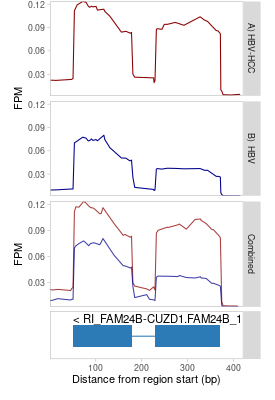 0.12
0.09
0.06
0.03
A) HBV-HCC
0.12
0.09
0.06
0.03
B) HBV
FPM
0.12
0.09
0.06
0.03
Combined
FPM
< RI_FAM24B-CUZD1.FAM24B_1
100
200
300
400
Distance from region start (bp)